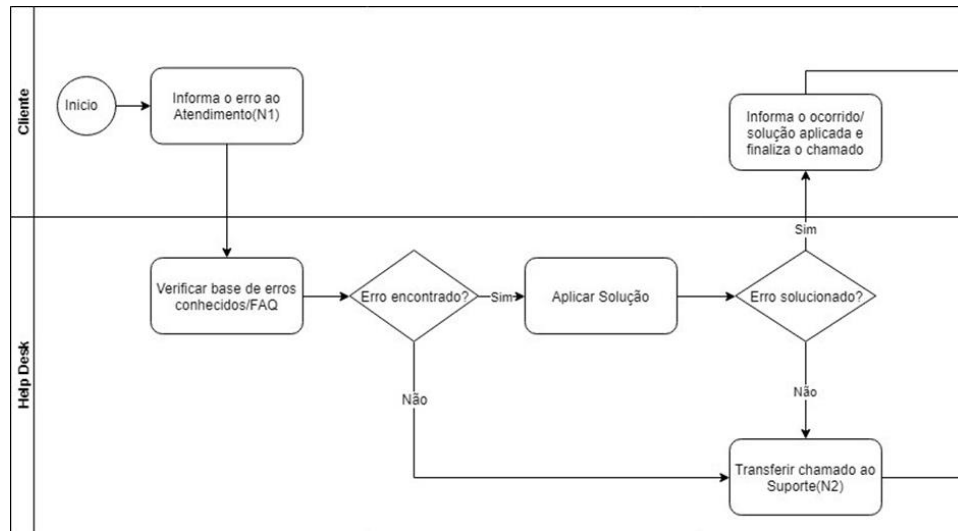 Cliente
Inicio
Informa o erro ao
Atendimento(N1)
Informa o ocorrido/
solução aplicada e
finaliza o chamado
Help Desk
Verificar base de erros
conhecidos/FAQ
Erro encontrado?
Sim
Aplicar Solução
Erro solucionado?
Sim
Não
Não
Transferir chamado ao
Suporte(N2)